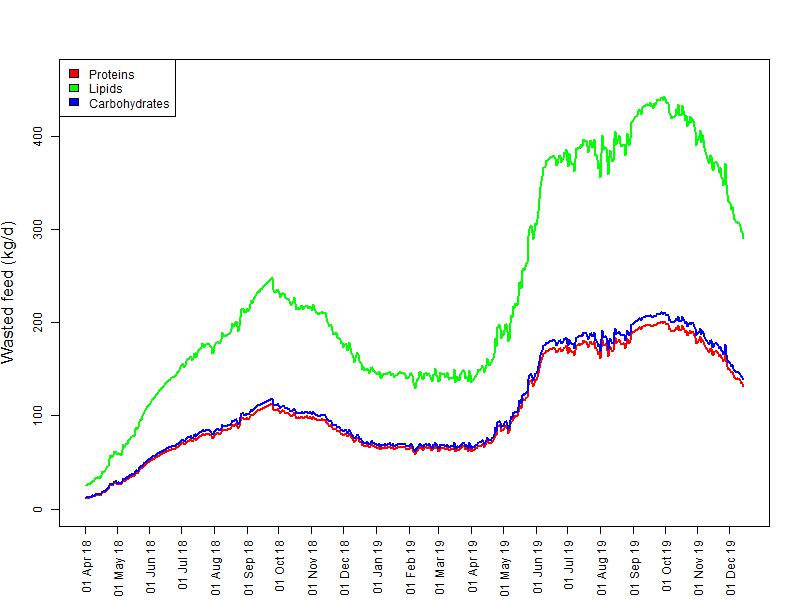 Proteins
Lipids
Carbohydrates
Wasted feed (kg/d)
400
300
200
100
0
01 Apr 18
01 May 18
01 Jun 18
01 Jul 18
01 Aug 18
01 Sep 18
01 Oct 18
01 Nov 18
01 Dec 18
01 Jan 19
01 Feb 19
01 Mar 19
01 Apr 19
01 May 19
01 Jun 19
01 Jul 19
01 Aug 19
01 Sep 19
01 Oct 19
01 Nov 19
01 Dec 19